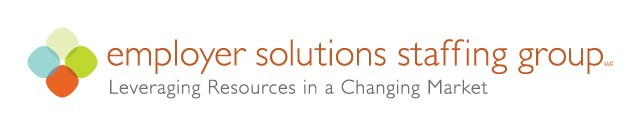 employer solutions staffing group LLC
Leveraging Resources in a Changing Market